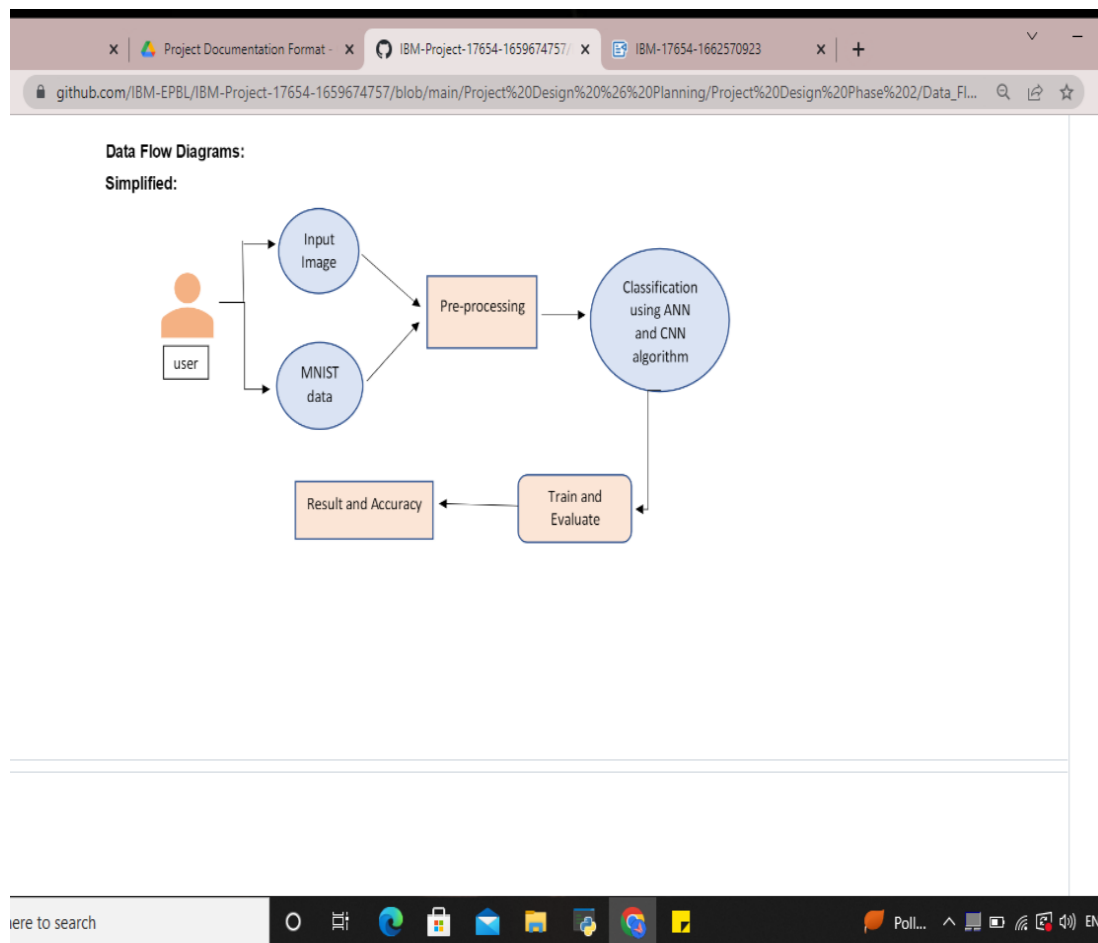 Project Documentation Format -
IBM-Project-17654-1659674757/
IBM-17654-1662570923
github.com/IBM-EPBL/IBM-Project-17654-1659674757/blob/main/Project%20Design%20%26%20Planning/Project%20Design%20Phase%202/Data_Fl...
Data Flow Diagrams:
Simplified:
Input
Image
user
MNIST
data
Pre-processing
Classification
using ANN
and CNN
algorithm
Result and Accuracy
Train and
Evaluate
here to search
Poll...
EN